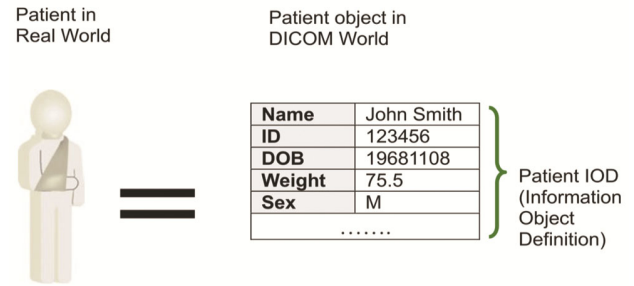 Patient in
Real World
Patient object in
DICOM World
Name John Smith
ID 123456
DOB 19681108
Weight 75.5
Sex M
.......
Patient IOD
(Information
Object
Definition)